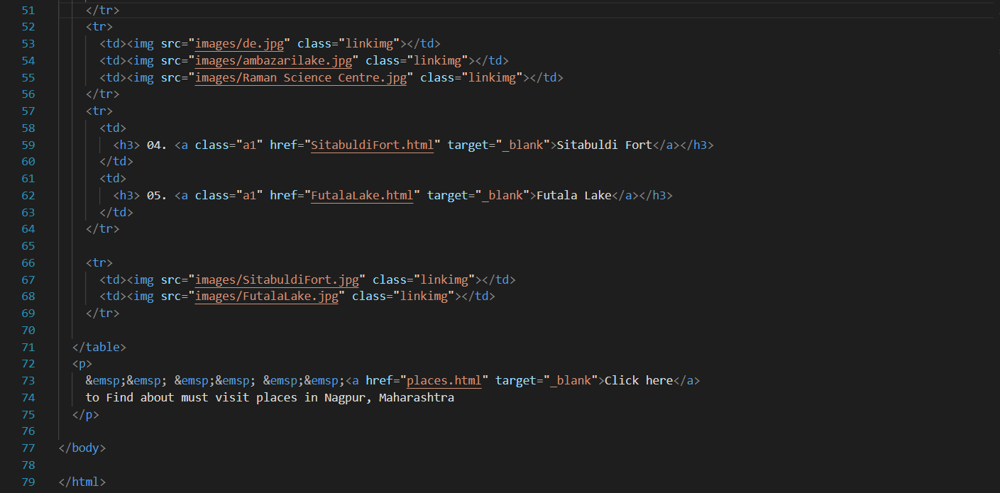 51 </tr>
52 <tr>
53 <td><img src="images/de.jpg" class="linkimg"></td>
54 <td><img src="images/ambazarilake.jpg" class="linkimg"></td>
55 <td><img src="images/Raman Science Centre.jpg" class="linkimg"></td>
56 </tr>
57 <tr>
58 <td>
59 <h3> 04. <a class="a1" href="SitabuldiFort.html" target="_blank">Sitabuldi Fort</a></h3>
60 </td>
61 <td>
62 <h3> 05. <a class="a1" href="FutalaLake.html" target="_blank">Futala Lake</a></h3>
63 </td>
64 </tr>
65
66 <tr>
67 <td><img src="images/SitabuldiFort.jpg" class="linkimg"></td>
68 <td><img src="images/FutalaLake.jpg" class="linkimg"></td>
69 </tr>
70
71 </table>
72 <p>
73 &emsp;&emsp; &emsp;&emsp; &emsp;&emsp;<a href="places.html" target="_blank">Click here</a>
74 to Find about must visit places in Nagpur, Maharashtra
75 </p>
76
77 </body>
78
79 </html>